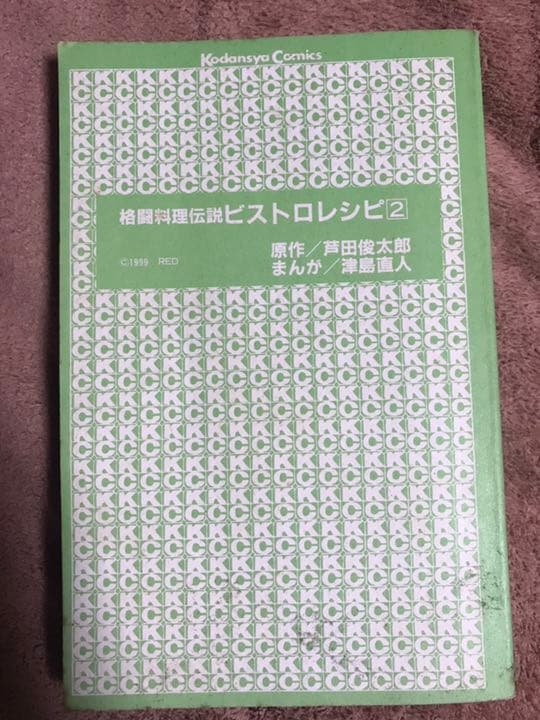 Kodansya Comics
格闘料理伝説ビストロレシピ2
原作/芦田俊太郎
©1999 RED
まんが/津島直人